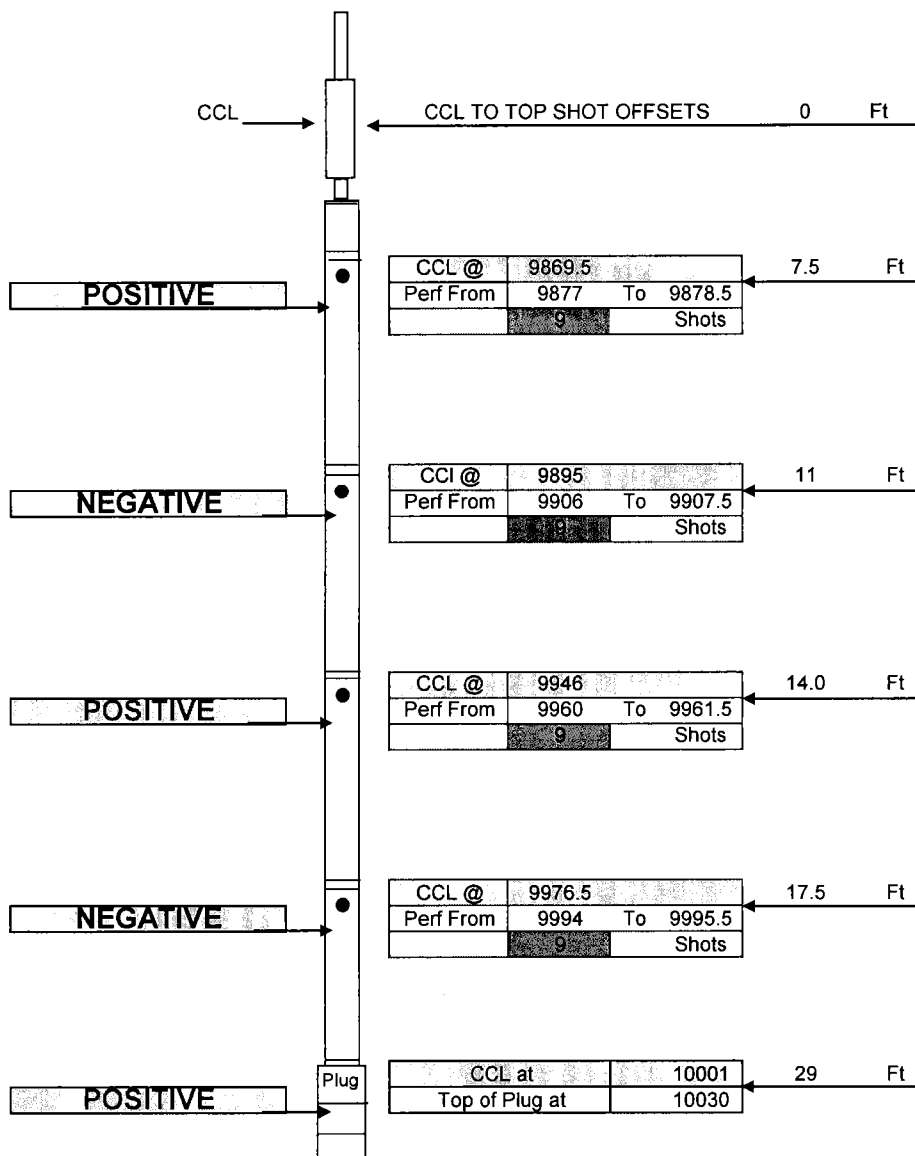 CCL CCL TO TOP SHOT OFFSETS 0 Ft
CCL @ 9869.5 7.5 Ft
POSITIVE Perf From 9877 To 9878.5
9 Shots
CCl @ 9895 11 Ft
NEGATIVE Perf From 9906 To 9907.5
9 Shots
CCL @ 9946 14.0 Ft
POSITIVE Perf From 9960 To 9961.5
9 Shots
CCL @ 9976.5 17.5 Ft
NEGATIVE Perf From 9994 To 9995.5
9 Shots
Plug CCL at 10001 29 Ft
POSITIVE Top of Plug at 10030